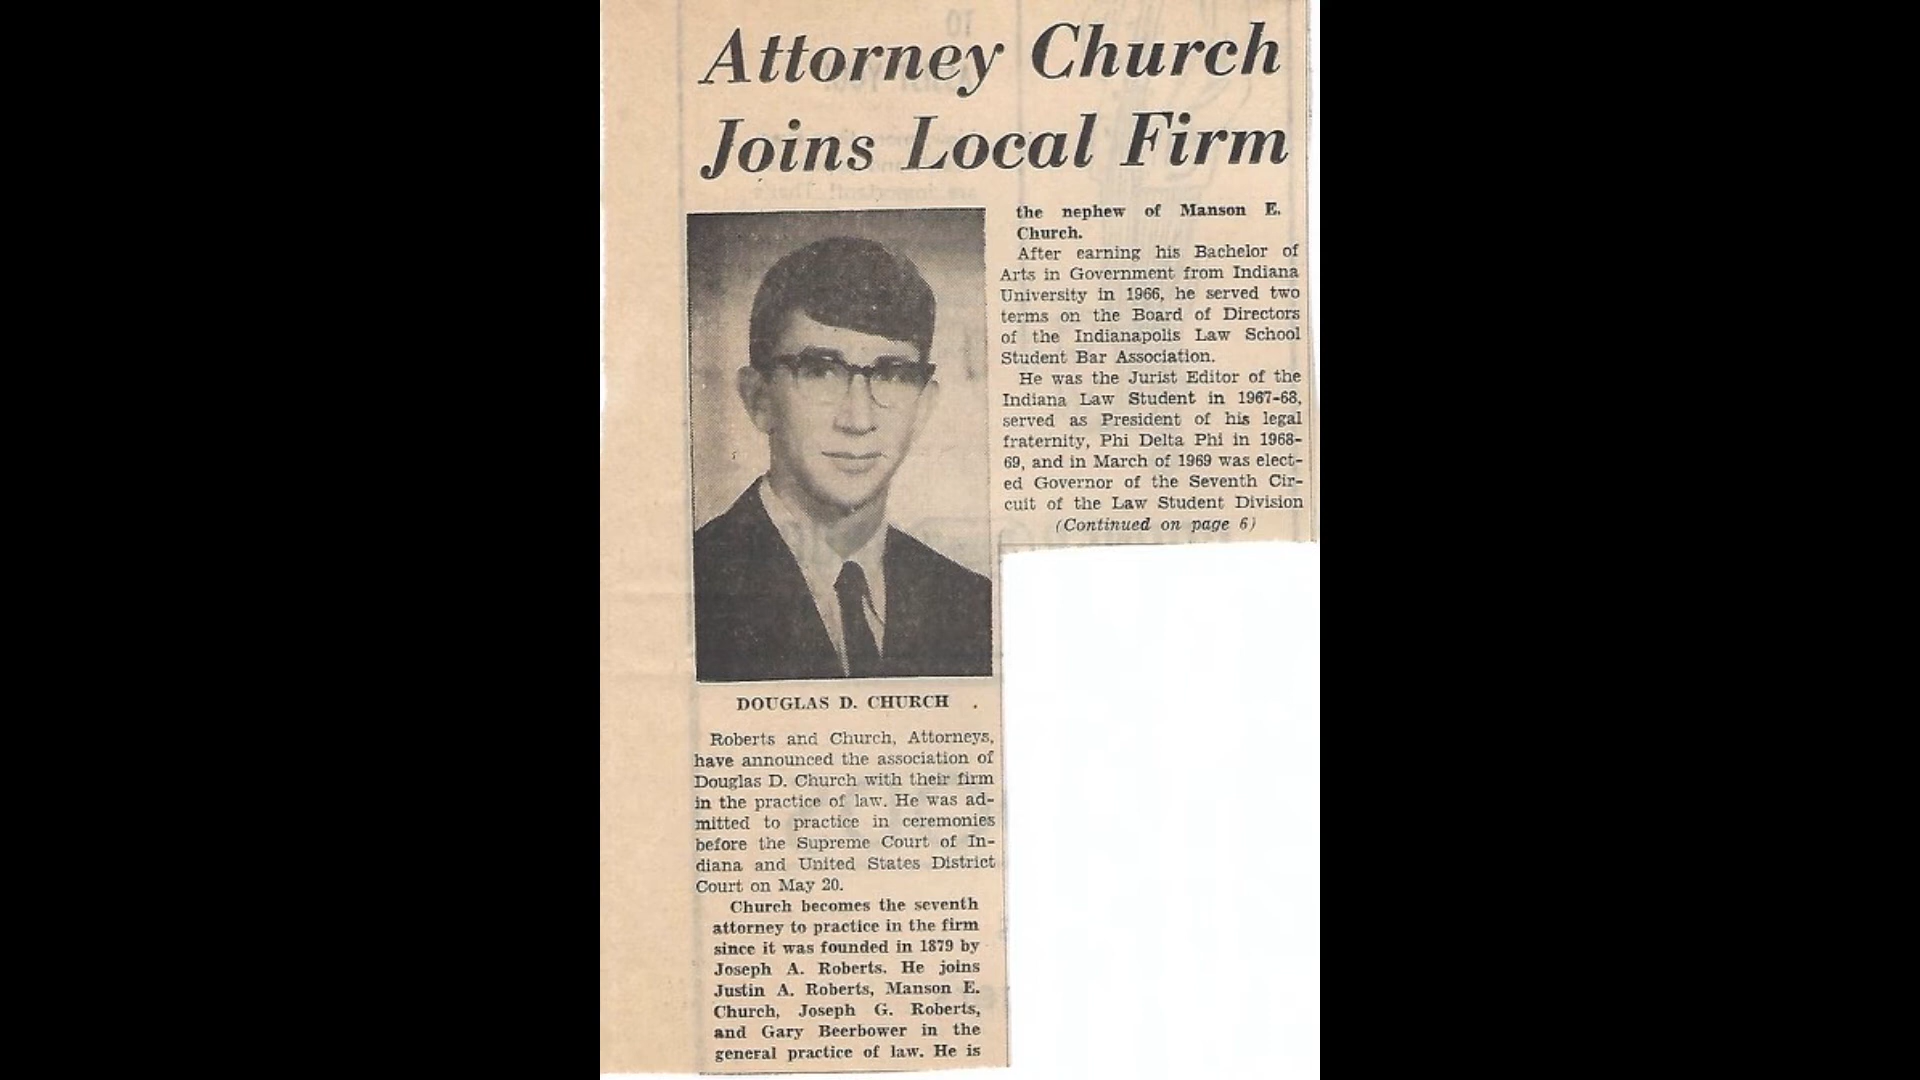 Attorney Church
Joins Local Firm
DOUGLAS D. CHURCH
Roberts and Church, Attorneys,
have announced the association of
Douglas D. Church with their firm
in the practice of law. He was ad-
mitted to practice in ceremonies
before the Supreme Court of In-
diana and United States District
Court on May 20.
Church becomes the seventh
attorney to practice in the firm
since it was founded in 1879 by
Joseph A. Roberts. He joins
Justin A. Roberts, Manson E.
Church, Joseph G. Roberts,
and Gary Beerbower in the
general practice of law. He is
the nephew of Manson E.
Church.
After earning his Bachelor of
Arts in Government from Indiana
University in 1966, he served two
terms on the Board of Directors
of the Indianapolis Law School
Student Bar Association.
He was the Jurist Editor of the
Indiana Law Student in 1967-68,
served as President of his legal
fraternity, Phi Delta Phi in 1968-
69, and in March of 1969 was elect-
ed Governor of the Seventh Cir-
cuit of the Law Student Division
(Continued on page 6)